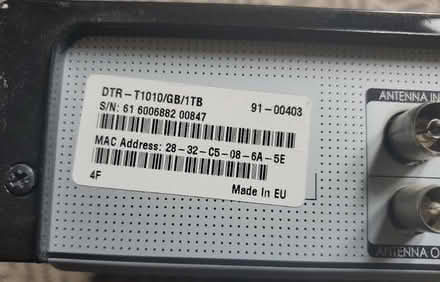 DTR-T1010/GB/1TB
91-00403
S/N: 61 6006882 00847
MAC Address: 28-32-C5-08-6A-5E
4F
Made In EU
ANTENNA IN
ANTENNA O